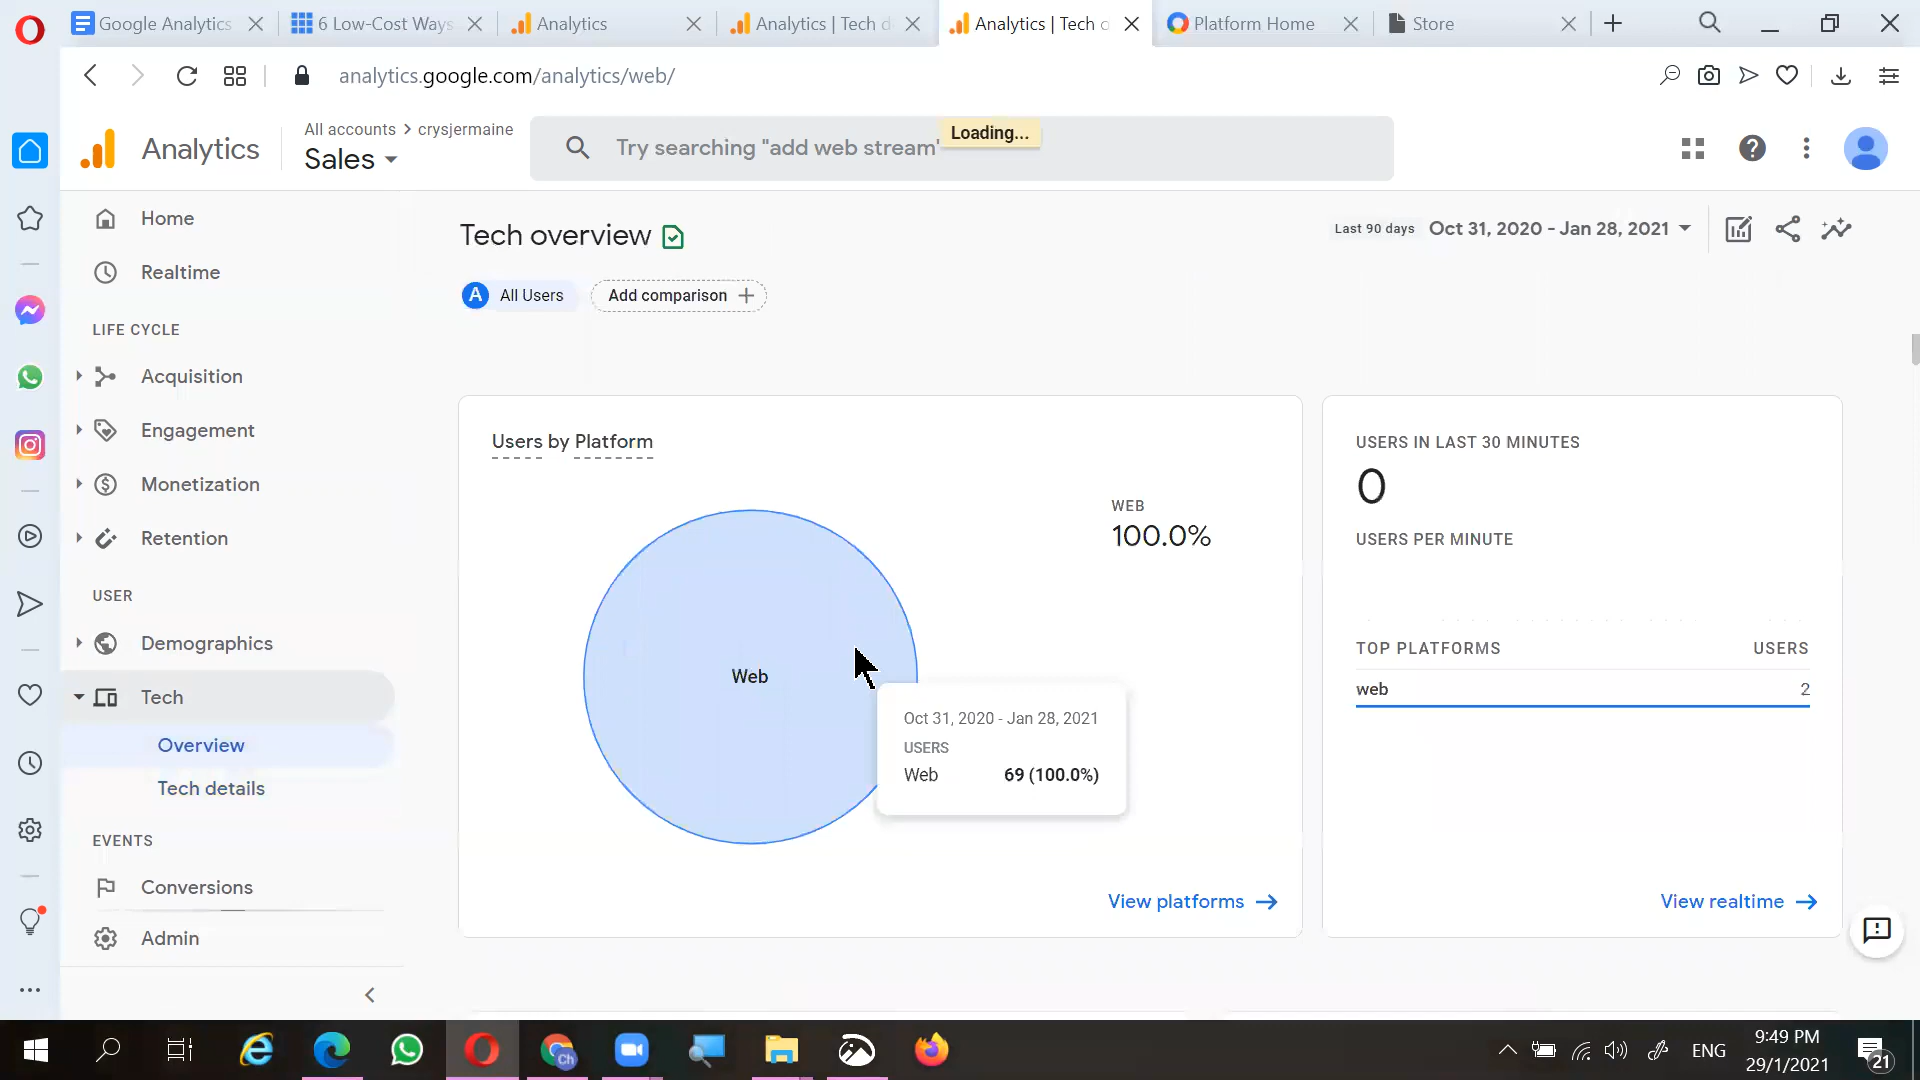 Google Analytics
6 Low-Cost Ways
Analytics
Analytics | Tech d
Analytics | Tech o
Platform Home
Store
analytics.google.com/analytics/web/
Analytics
All accounts > crysjermaine
Sales
Try searching "add web stream"
Loading...
Home
Realtime
LIFE CYCLE
Acquisition
Engagement
Monetization
Retention
USER
Demographics
Tech
Overview
Tech details
EVENTS
Conversions
Admin
Tech overview
Last 90 days Oct 31, 2020 - Jan 28, 2021
A All Users
Add comparison +
Users by Platform
WEB
100.0%
Web
Oct 31, 2020 - Jan 28, 2021
USERS
Web 69 (100.0%)
View platforms
USERS IN LAST 30 MINUTES
0
USERS PER MINUTE
TOP PLATFORMS USERS
web 2
View realtime
Ch
ENG
9:49 PM
29/1/2021
21